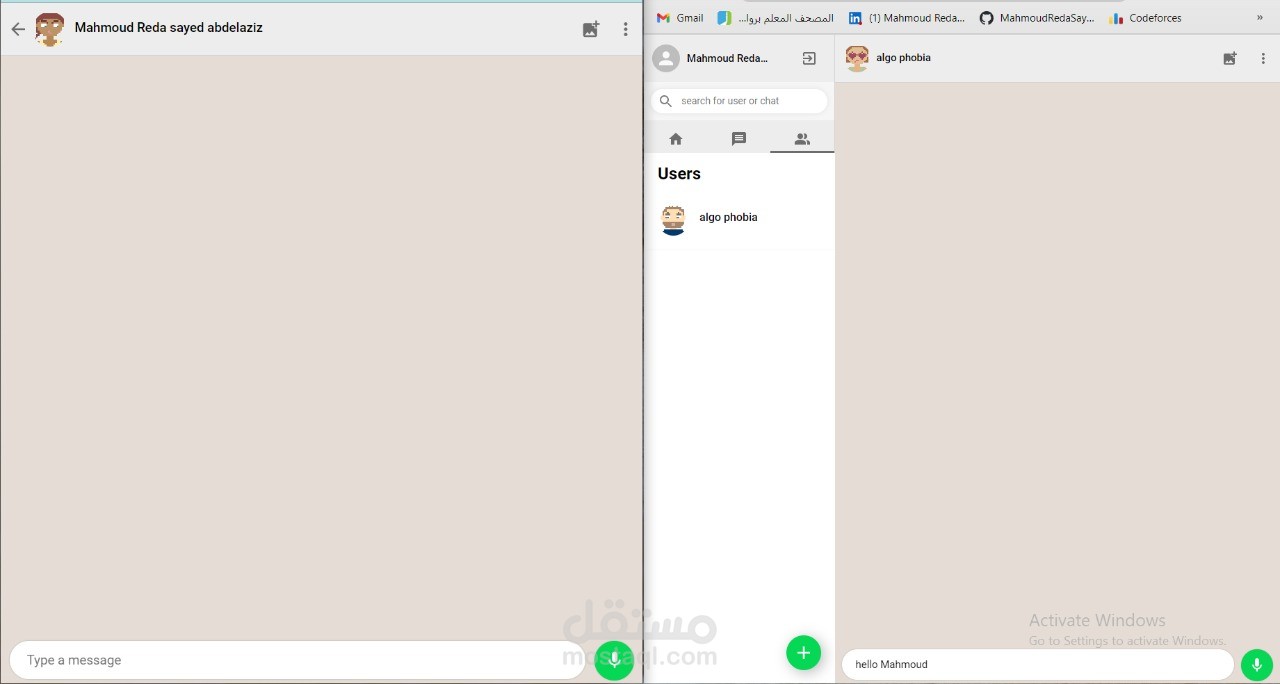 Mahmoud Reda sayed abdelaziz
Type a message
Gmail
المصحف المعلم بروا...
(1) Mahmoud Reda...
MahmoudRedaSay...
Codeforces
»
Mahmoud Reda...
search for user or chat
Users
algo phobia
algo phobia
Activate Windows
Go to Settings to activate Windows.
hello Mahmoud
مستقل
mostaql.com